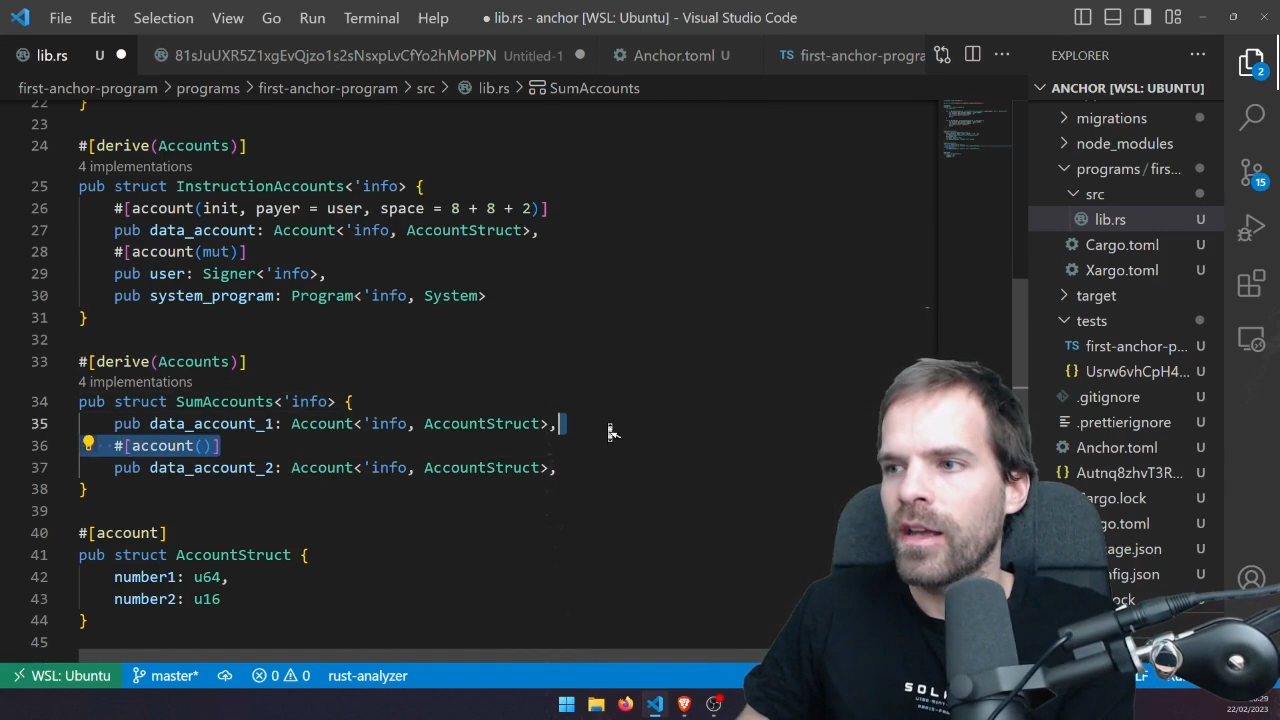 File Edit Selection View Go Run Terminal Help
● lib.rs - anchor [WSL: Ubuntu] - Visual Studio Code
lib.rs U
81sJuUXR5Z1xgEvQjzo1s2sNsxpLvCfYo2hMoPPN Untitled-1
Anchor.toml U
TS first-anchor-progra
first-anchor-program > programs > first-anchor-program > src > lib.rs > SumAccounts
22 }
23
24 #[derive(Accounts)]
4 implementations
25 pub struct InstructionAccounts<'info> {
26 #[account(init, payer = user, space = 8 + 8 + 2)]
27 pub data_account: Account<'info, AccountStruct>,
28 #[account(mut)]
29 pub user: Signer<'info>,
30 pub system_program: Program<'info, System>
31 }
32
33 #[derive(Accounts)]
4 implementations
34 pub struct SumAccounts<'info> {
35 pub data_account_1: Account<'info, AccountStruct>,
36 #[account()]
37 pub data_account_2: Account<'info, AccountStruct>,
38 }
39
40 #[account]
41 pub struct AccountStruct {
42 number1: u64,
43 number2: u16
44 }
45
EXPLORER
ANCHOR [WSL: UBUNTU]
migrations
node_modules
programs / firs...
src
lib.rs U
Cargo.toml U
Xargo.toml U
target
tests
TS first-anchor-p... U
{} Usrw6vhCpH4... U
.gitignore U
.prettierignore U
Anchor.toml U
{} Autnq8zhvT3R... U
argo.lock U
rgo.toml U
age.json U
nfig.json U
ock U
2
15
WSL: Ubuntu
master*
0 0
rust-analyzer
LF
SOL
22/02/2023